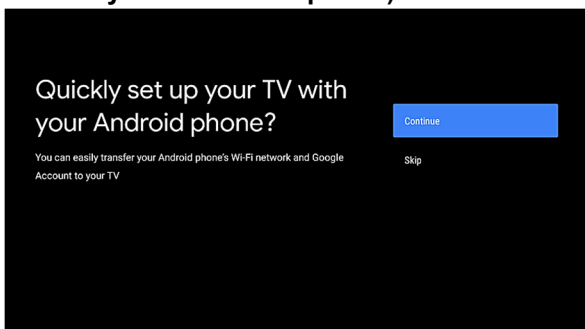 Quickly set up your TV with
your Android phone?
You can easily transfer your Android phone's Wi-Fi network and Google
Account to your TV
Continue
Skip